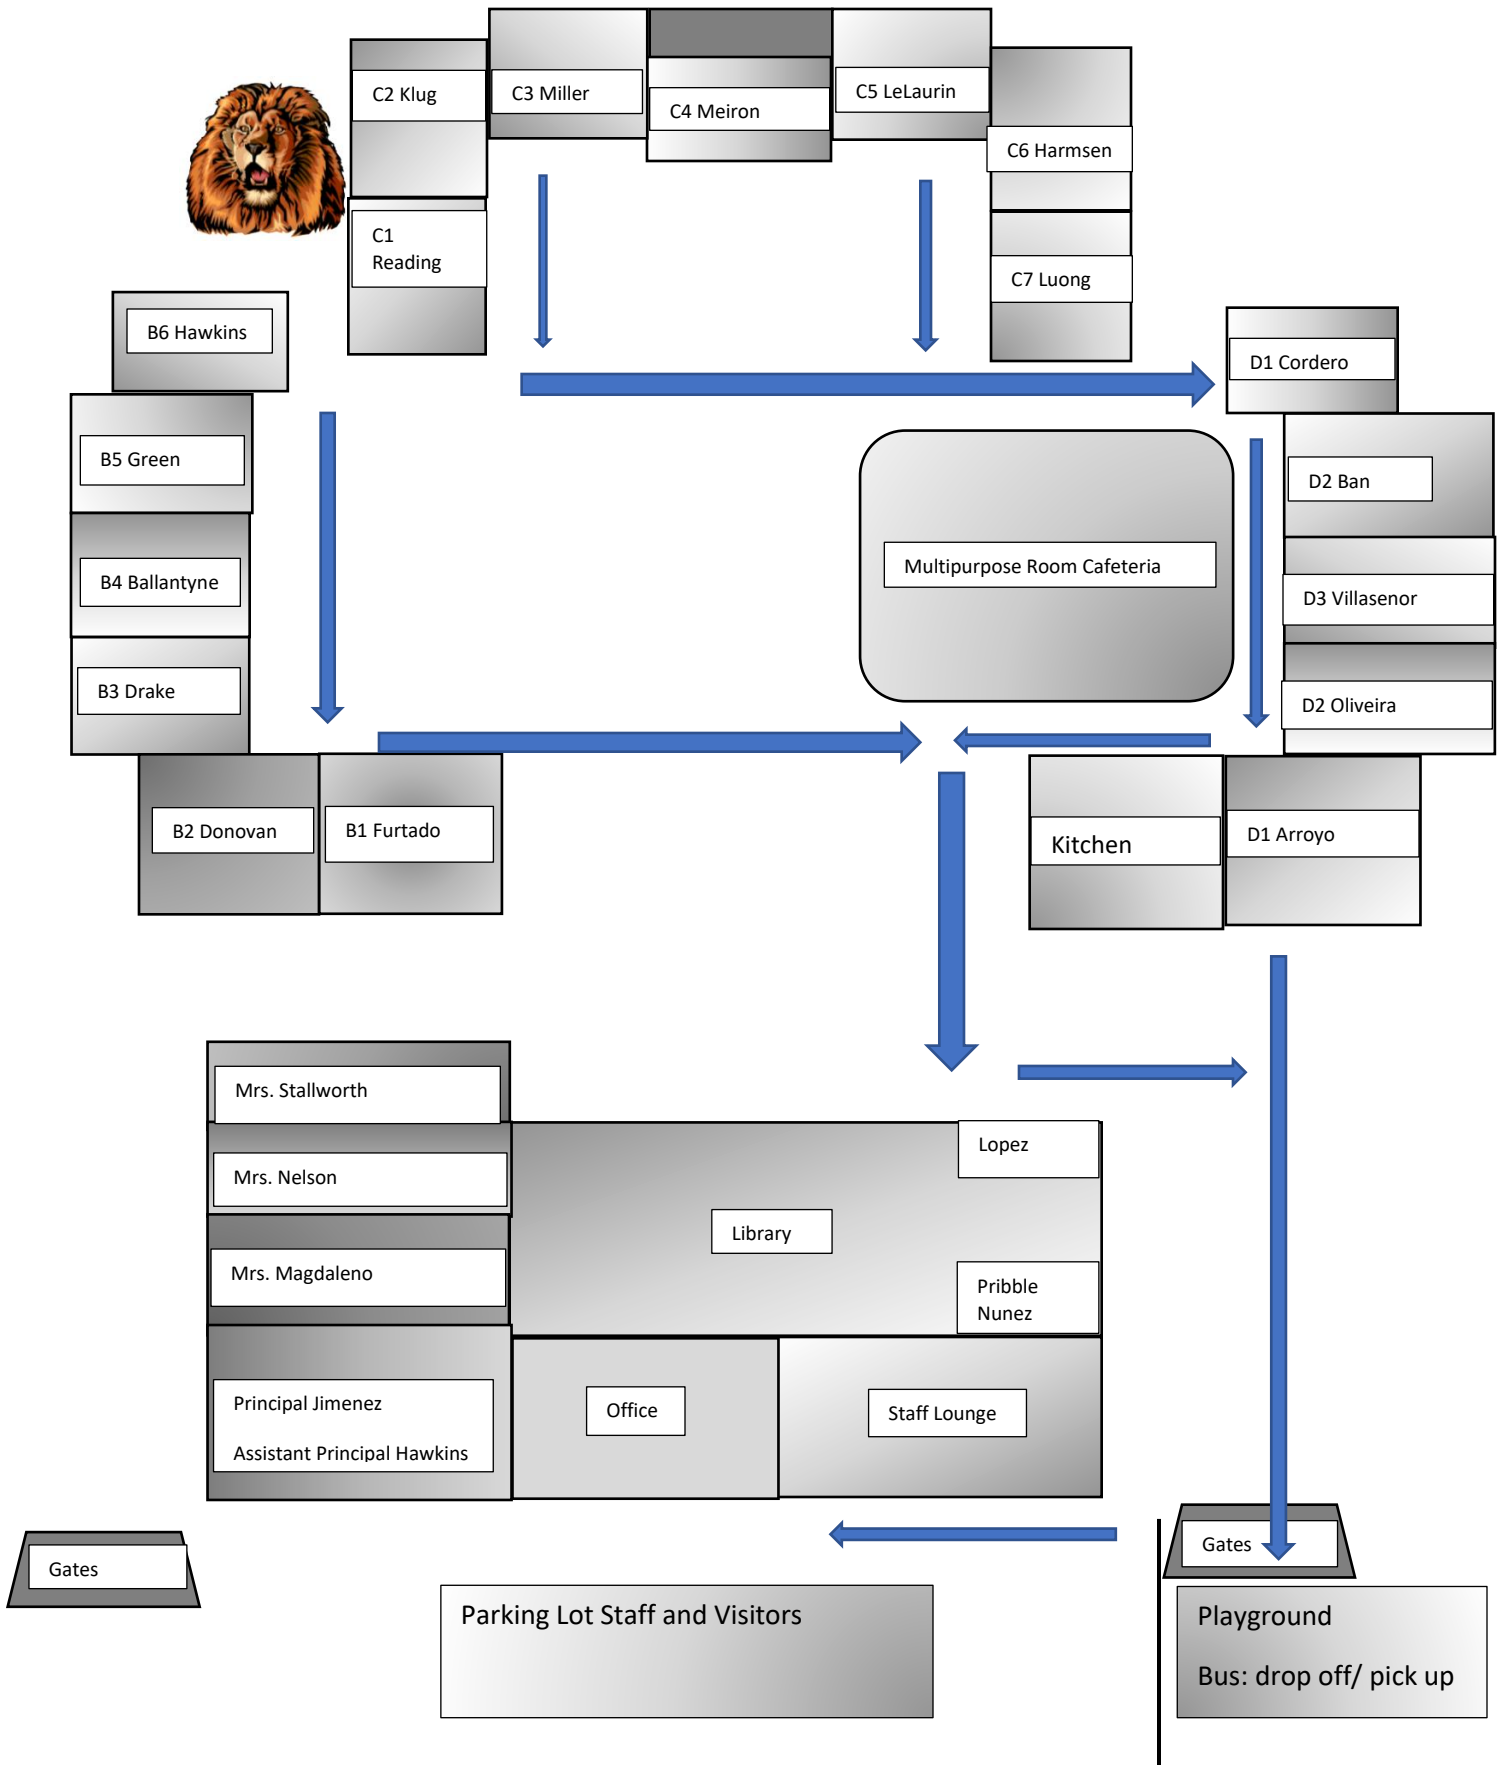 C2 Klug
C3 Miller
C4 Meiron
C5 LeLaurin
C6 Harmsen
C1
Reading
C7 Luong
B6 Hawkins
D1 Cordero
B5 Green
D2 Ban
B4 Ballantyne
Multipurpose Room Cafeteria
D3 Villasenor
B3 Drake
D2 Oliveira
B2 Donovan
B1 Furtado
Kitchen
D1 Arroyo
Mrs. Stallworth
Lopez
Mrs. Nelson
Library
Mrs. Magdaleno
Pribble
Nunez
Principal Jimenez
Assistant Principal Hawkins
Office
Staff Lounge
Gates
Gates
Parking Lot Staff and Visitors
Playground
Bus: drop off/ pick up